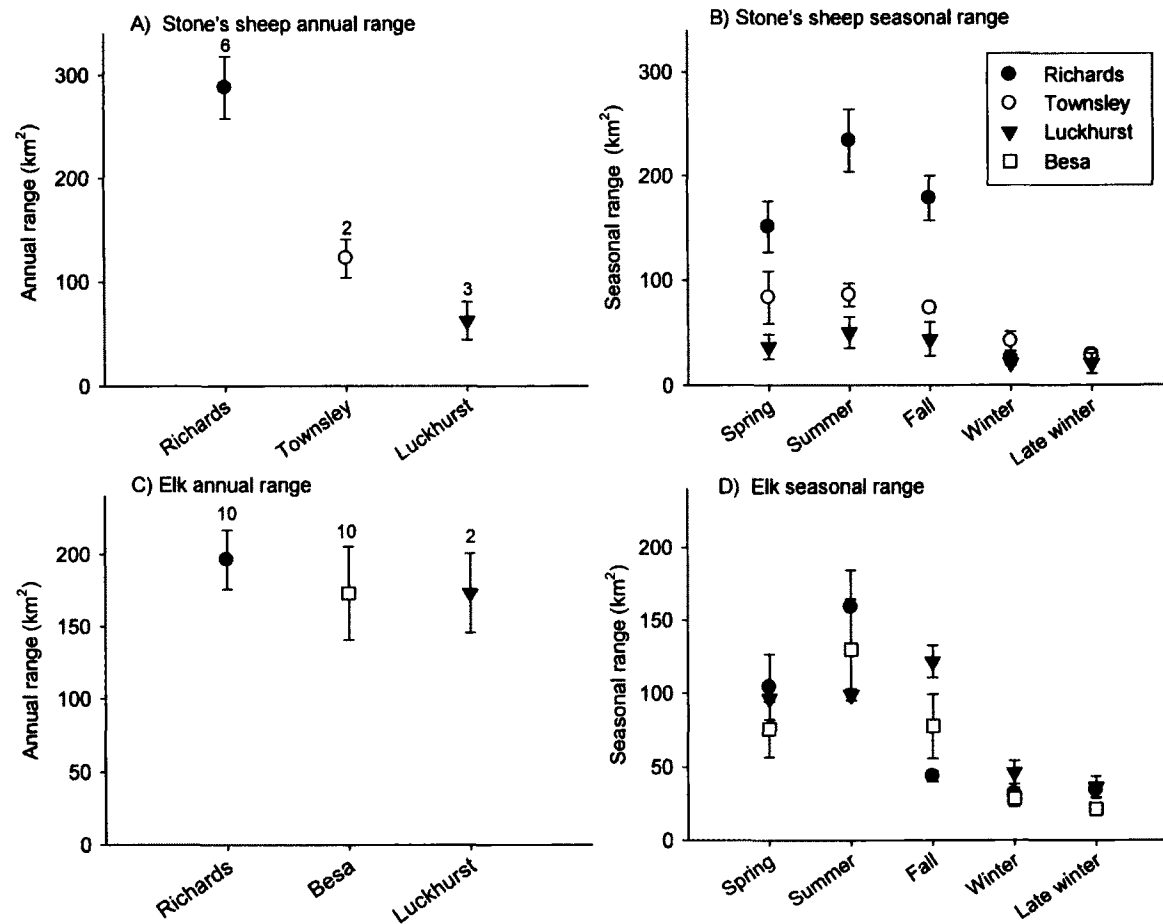 A) Stone's sheep annual range
6
2
3
300
200
100
0
Annual range (km²)
Richards
Townsley
Luckhurst
B) Stone's sheep seasonal range
Richards
Townsley
Luckhurst
Besa
300
200
100
0
Seasonal range (km²)
Spring
Summer
Fall
Winter
Late winter
C) Elk annual range
10
10
2
200
150
100
50
0
Annual range (km²)
Richards
Besa
Luckhurst
D) Elk seasonal range
200
150
100
50
0
Seasonal range (km²)
Spring
Summer
Fall
Winter
Late winter